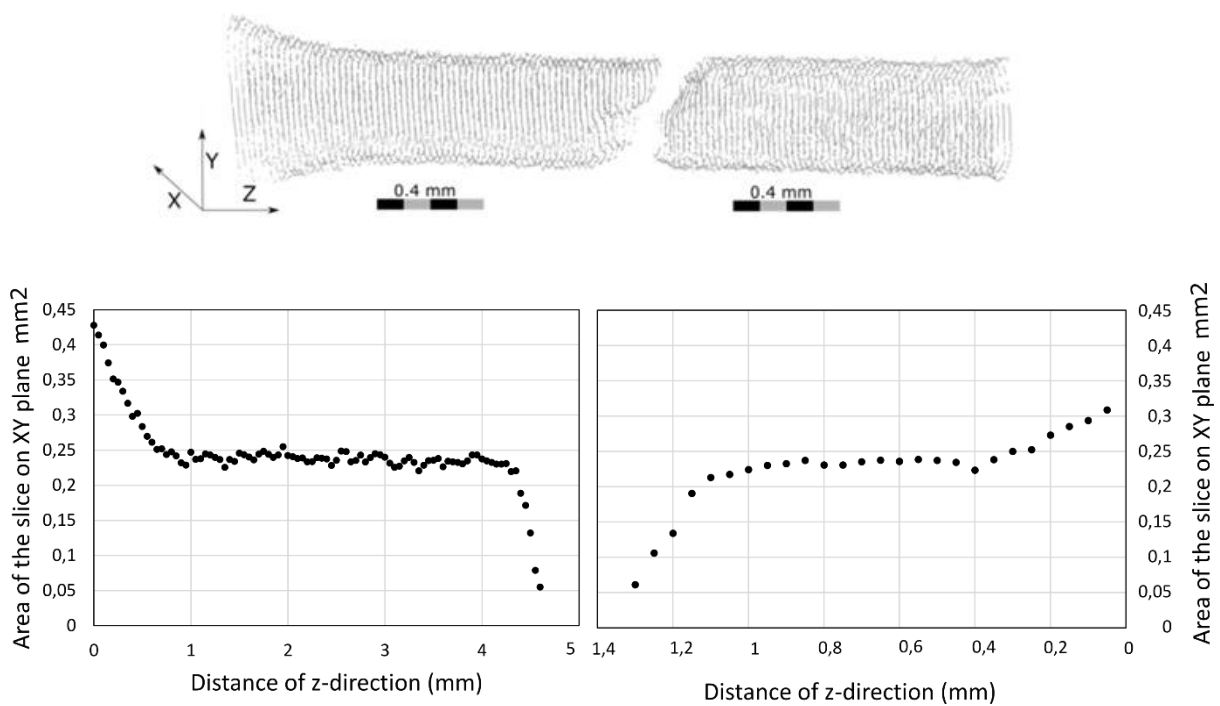 Y
X
Z
0.4 mm
0.4 mm
Area of the slice on XY plane mm2
0,45
0,4
0,35
0,3
0,25
0,2
0,15
0,1
0,05
0
0 1 2 3 4 5
Distance of z-direction (mm)
0,45
0,4
0,35
0,3
0,25
0,2
0,15
0,1
0,05
0
1,4 1,2 1 0,8 0,6 0,4 0,2 0
Distance of z-direction (mm)
Area of the slice on XY plane mm2